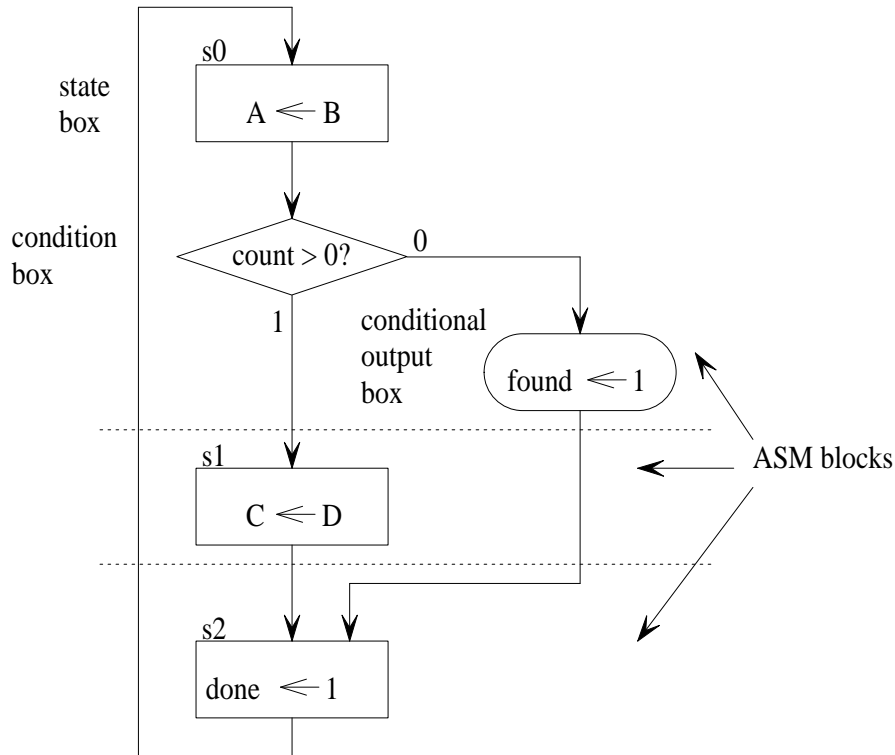 s0
state
box
A ← B
condition
box
count > 0?
0
1
conditional
output
box
found ← 1
ASM blocks
s1
C ← D
s2
done ← 1